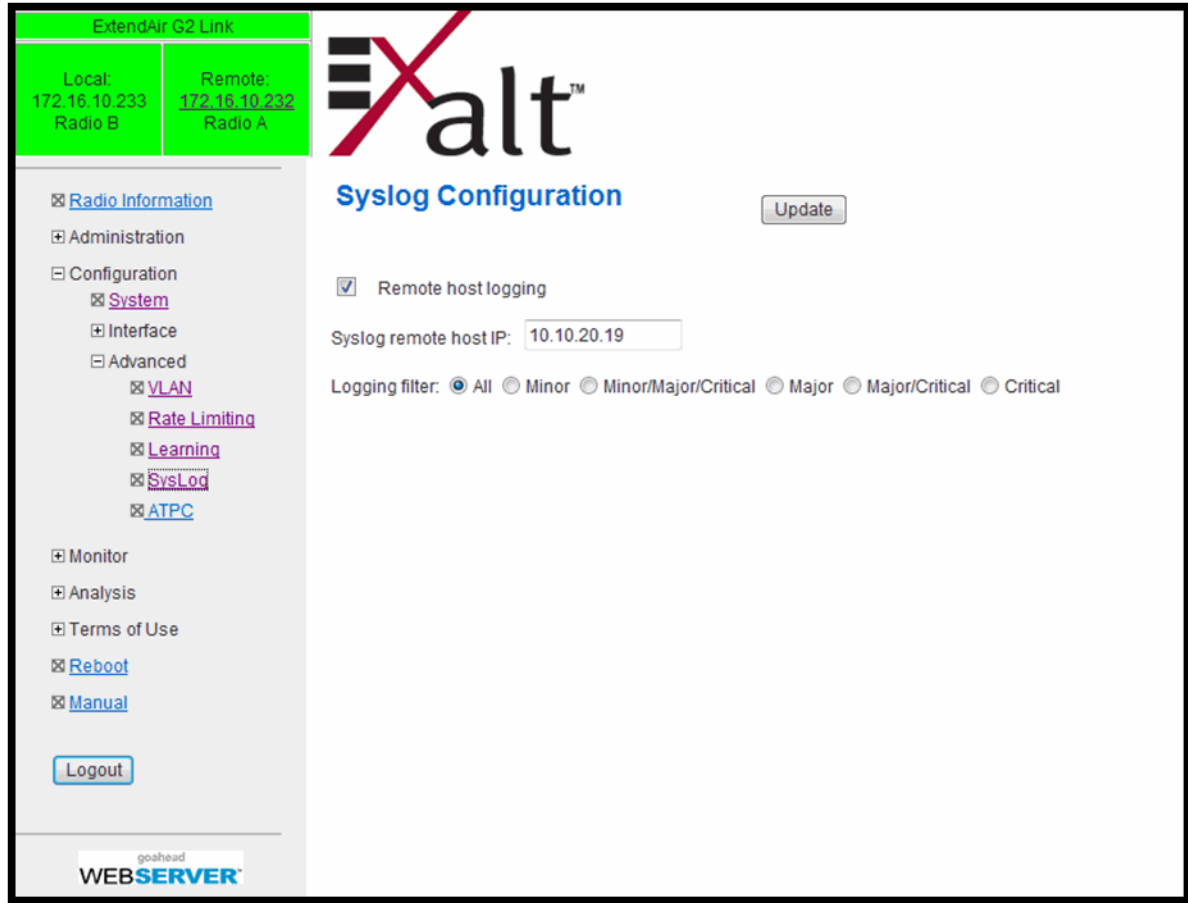 ExtendAir G2 Link
Local:
172.16.10.233
Radio B
Remote:
172.16.10.232
Radio A
EXalt™
Radio Information
Administration
Configuration
System
Interface
Advanced
VLAN
Rate Limiting
Learning
SysLog
ATPC
Monitor
Analysis
Terms of Use
Reboot
Manual
Logout
goahead
WEBSERVER
Syslog Configuration
Update
Remote host logging
Syslog remote host IP: 10.10.20.19
Logging filter: All Minor Minor/Major/Critical Major Major/Critical Critical